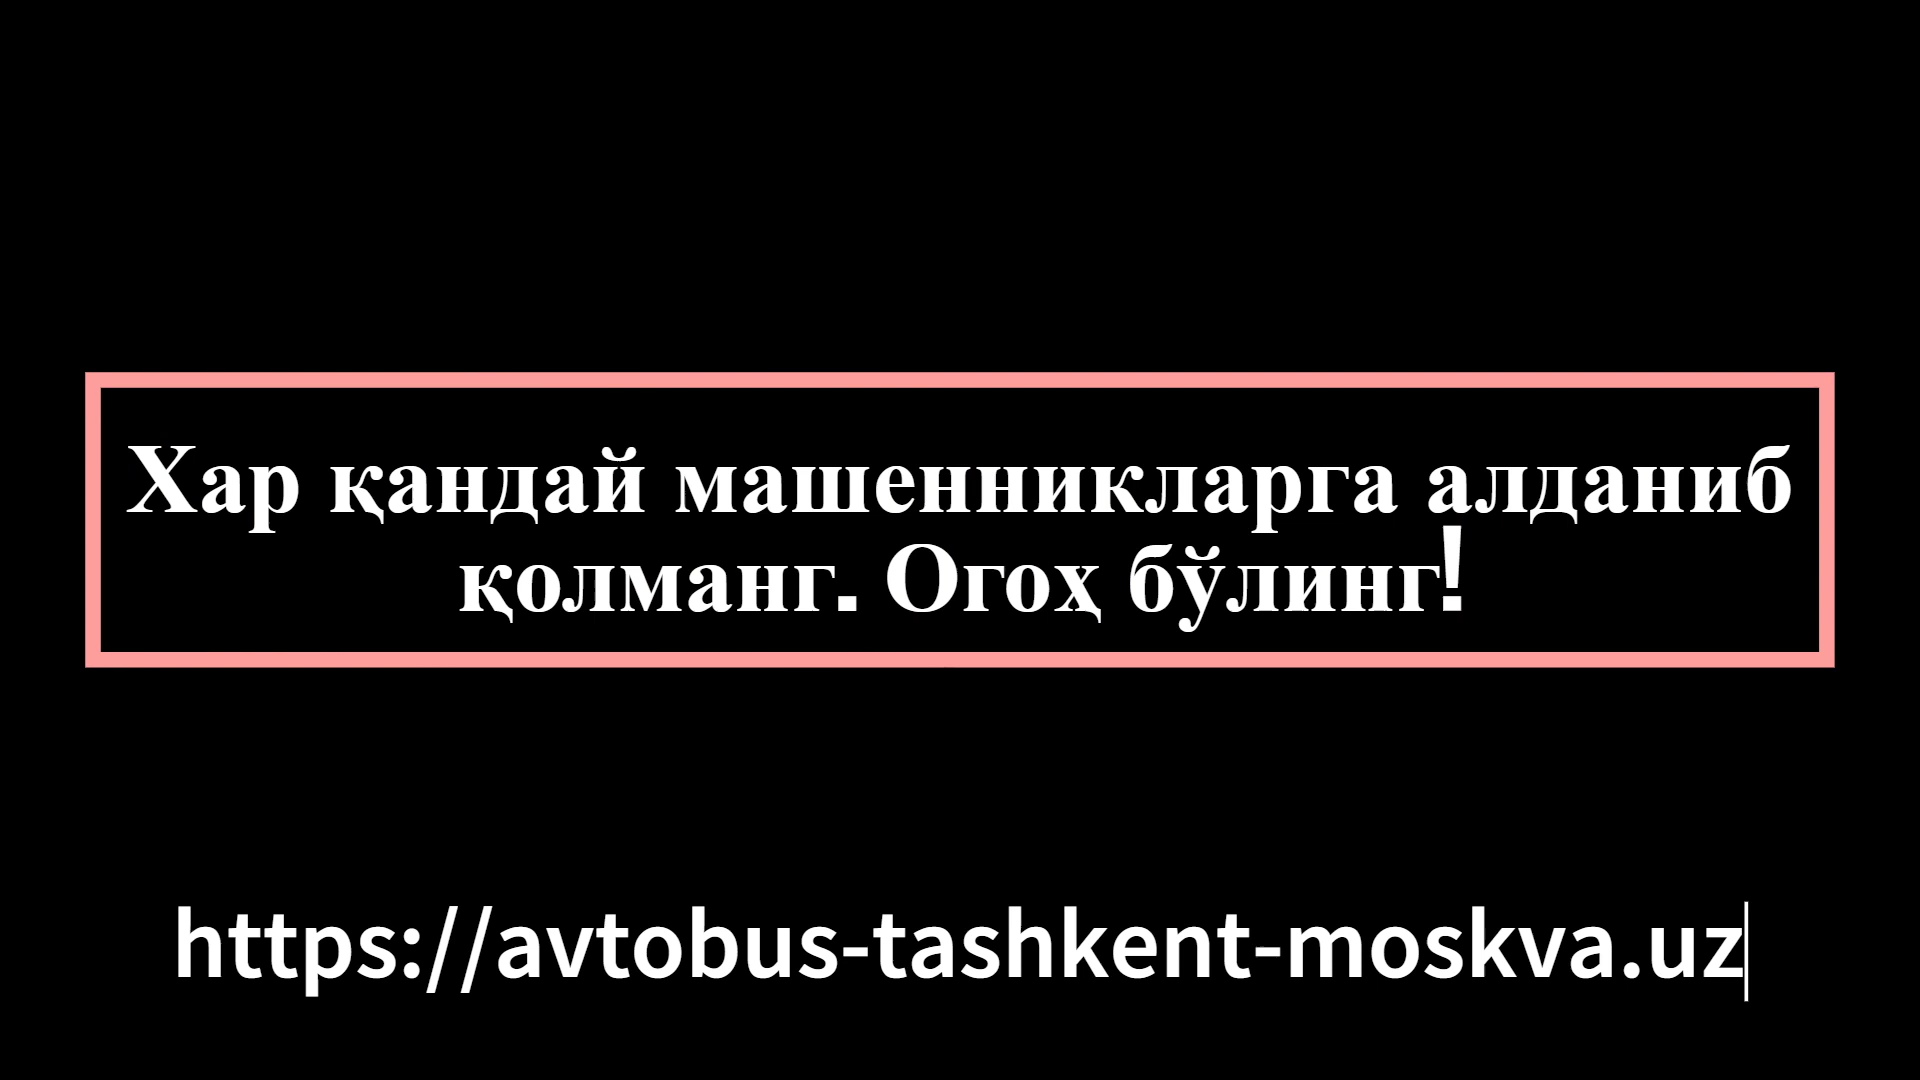 Хар қандай машенникларга алданиб
қолманг. Огоҳ бўлинг!
https://avtobus-tashkent-moskva.uz